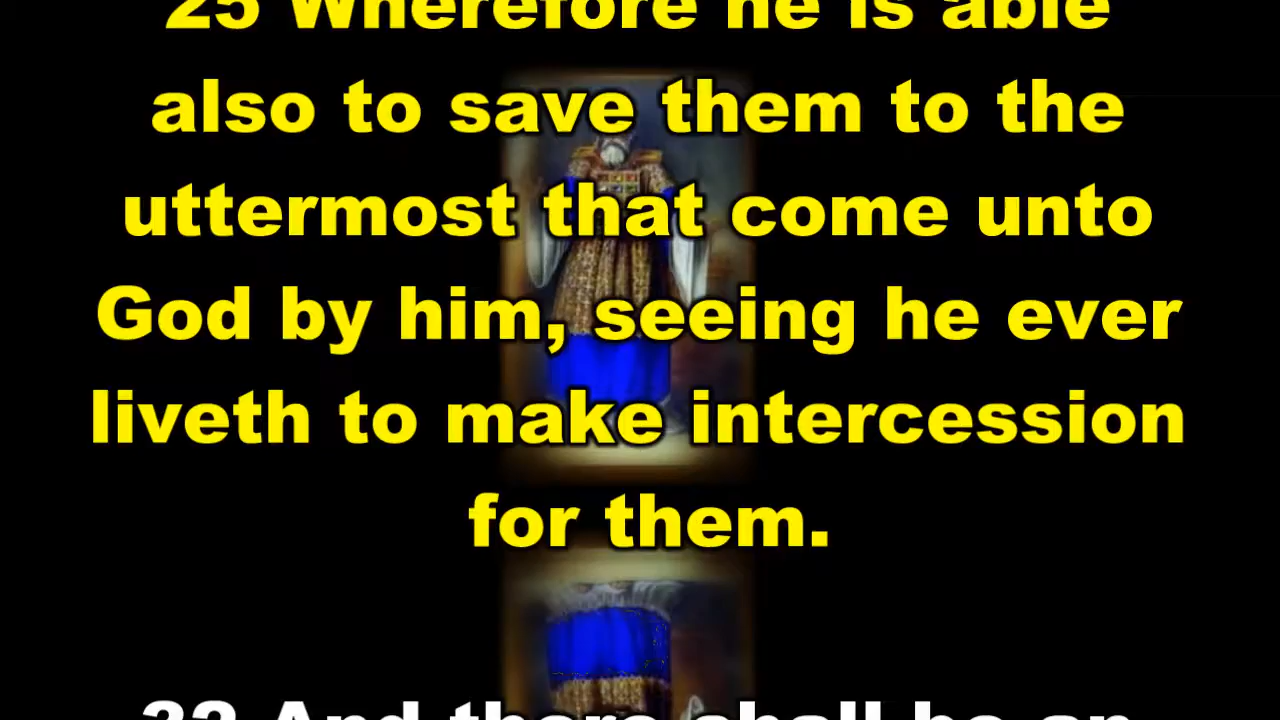 25 Wherefore he is able
also to save them to the
uttermost that come unto
God by him, seeing he ever
liveth to make intercession
for them.
32 And there shall be an